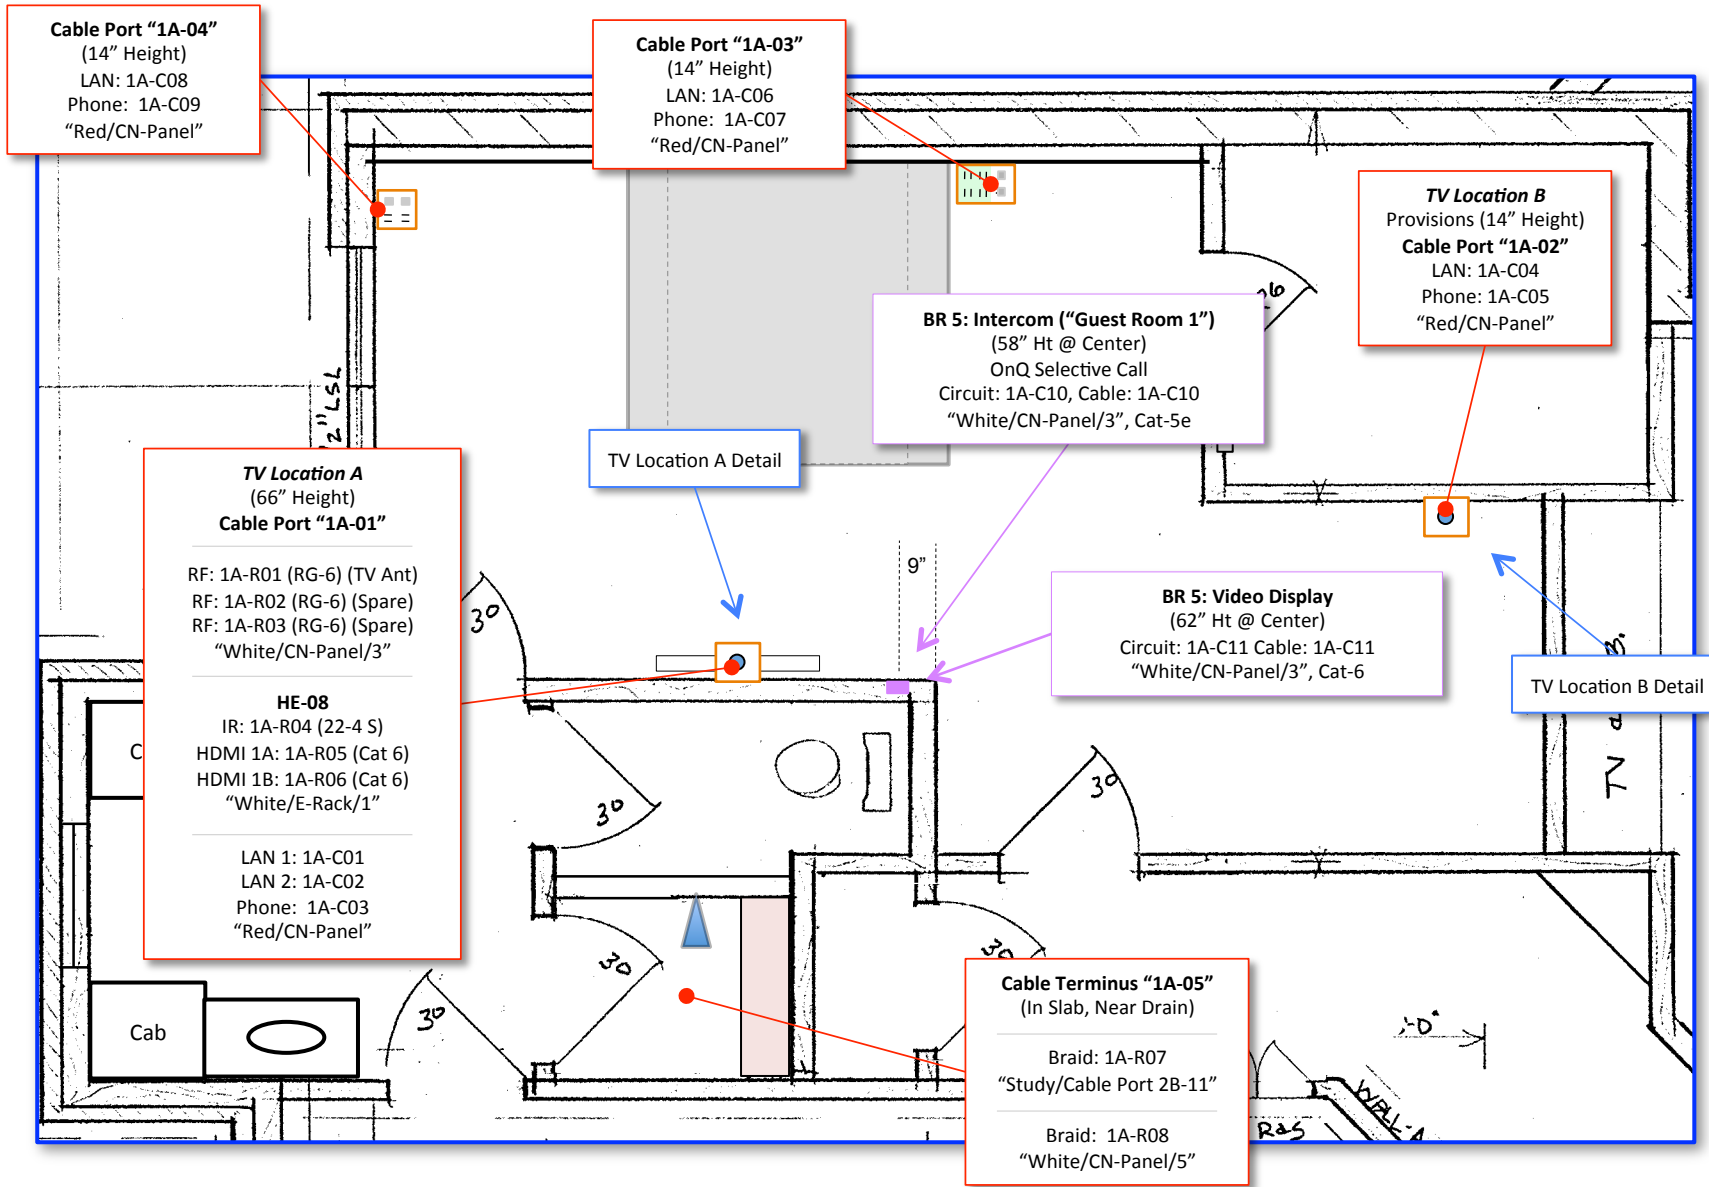 Cable Port “1A-04”
(14” Height)
LAN: 1A-C08
Phone: 1A-C09
“Red/CN-Panel”
Cable Port “1A-03”
(14” Height)
LAN: 1A-C06
Phone: 1A-C07
“Red/CN-Panel”
TV Location B
Provisions (14” Height)
Cable Port “1A-02”
LAN: 1A-C04
Phone: 1A-C05
“Red/CN-Panel”
BR 5: Intercom (“Guest Room 1”)
(58” Ht @ Center)
OnQ Selective Call
Circuit: 1A-C10, Cable: 1A-C10
“White/CN-Panel/3”, Cat-5e
2" LSL
TV Location A Detail
TV Location A
(66” Height)
Cable Port “1A-01”
RF: 1A-R01 (RG-6) (TV Ant)
RF: 1A-R02 (RG-6) (Spare)
RF: 1A-R03 (RG-6) (Spare)
“White/CN-Panel/3”
HE-08
IR: 1A-R04 (22-4 S)
HDMI 1A: 1A-R05 (Cat 6)
HDMI 1B: 1A-R06 (Cat 6)
“White/E-Rack/1”
LAN 1: 1A-C01
LAN 2: 1A-C02
Phone: 1A-C03
“Red/CN-Panel”
9”
BR 5: Video Display
(62” Ht @ Center)
Circuit: 1A-C11 Cable: 1A-C11
“White/CN-Panel/3”, Cat-6
TV Location B Detail
TV
30
30
30
30
30
30
Cab
Cable Terminus “1A-05”
(In Slab, Near Drain)
Braid: 1A-R07
“Study/Cable Port 2B-11”
Braid: 1A-R08
“White/CN-Panel/5”
R&S